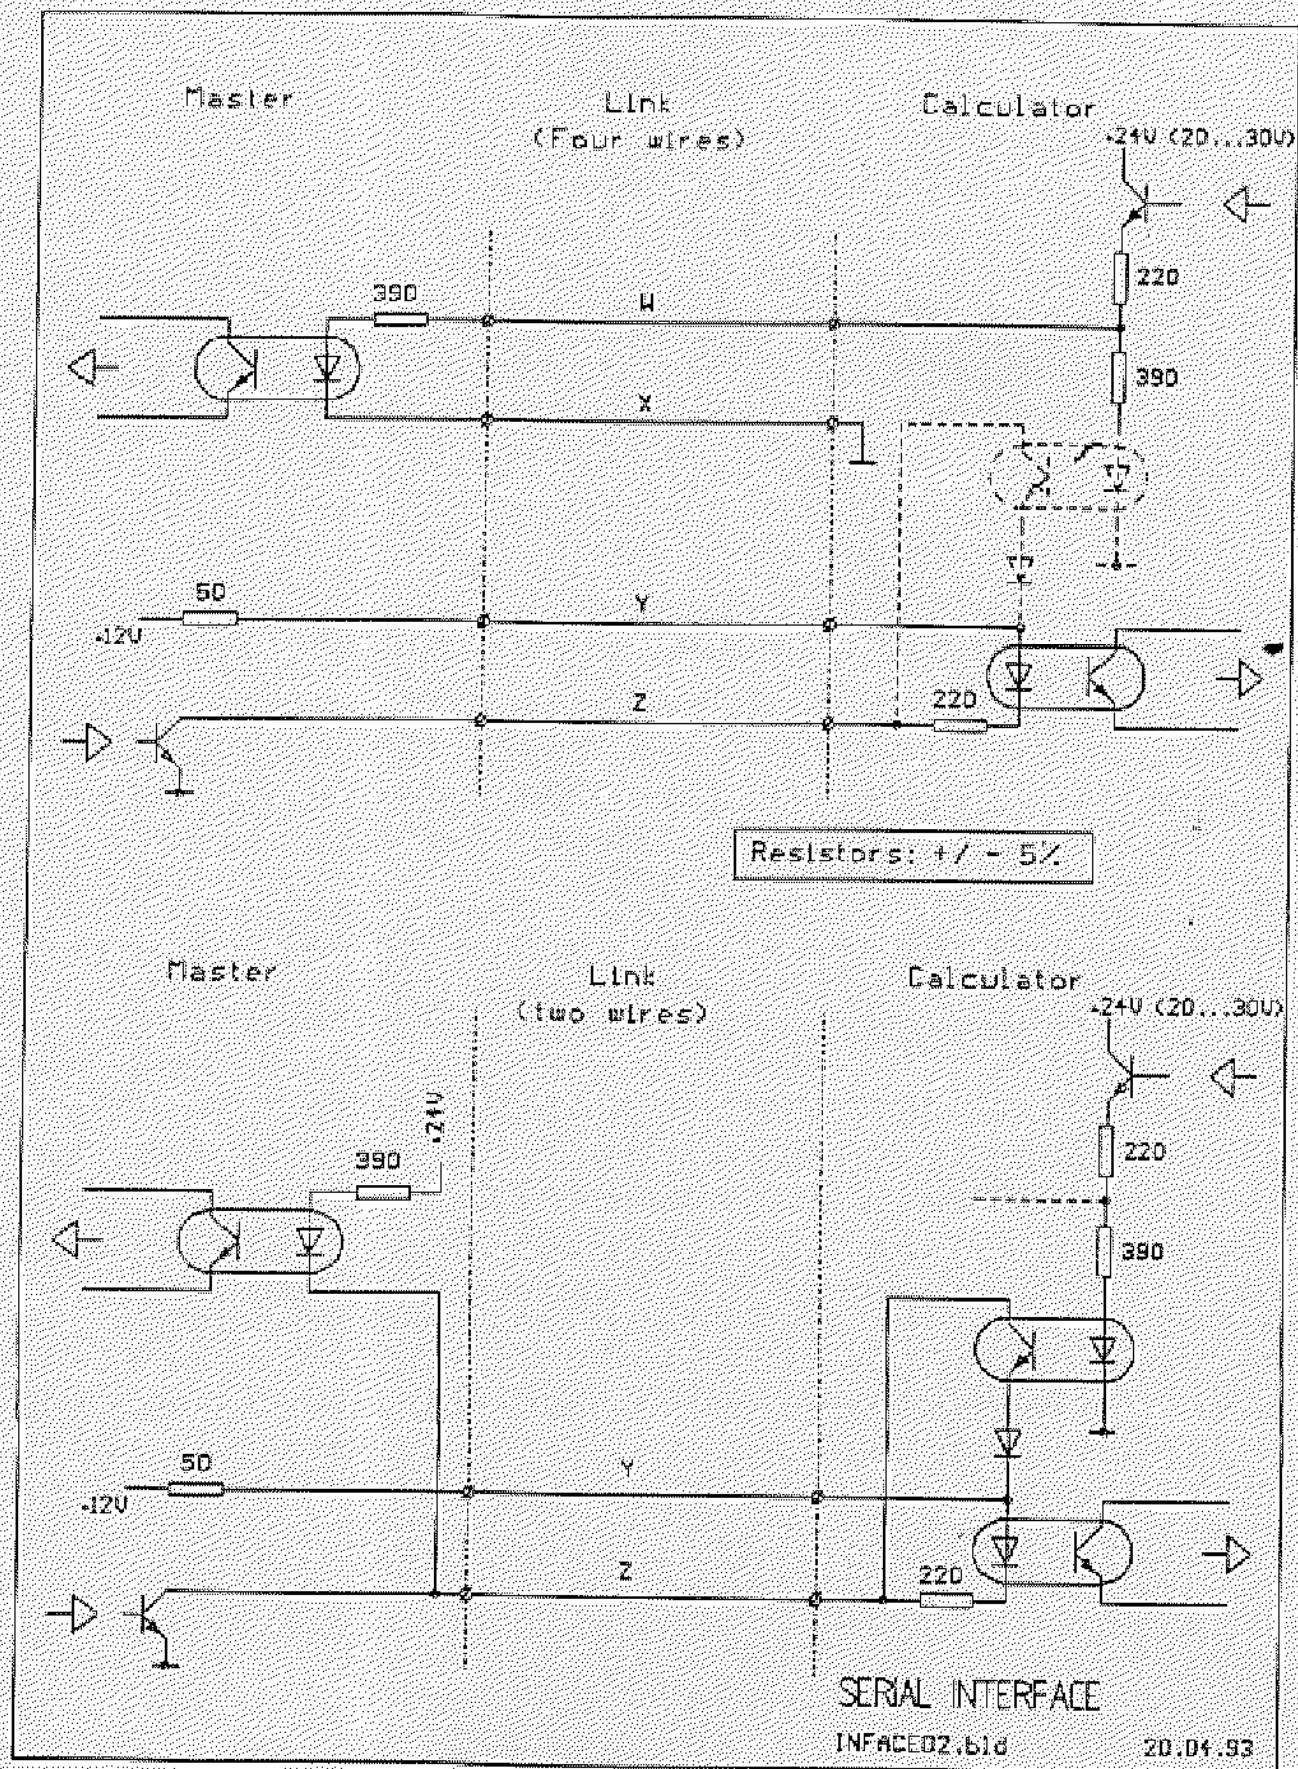 Master
Link
(Four wires)
Calculator
+24V (20...30V)
220
390
W
390
X
50
+12V
Y
Z
220
Resistors: +/- 5%
Master
Link
(two wires)
Calculator
+24V (20...30V)
220
+24V
390
390
50
+12V
Y
Z
220
SERIAL INTERFACE
INFACE02.bld
20.04.93